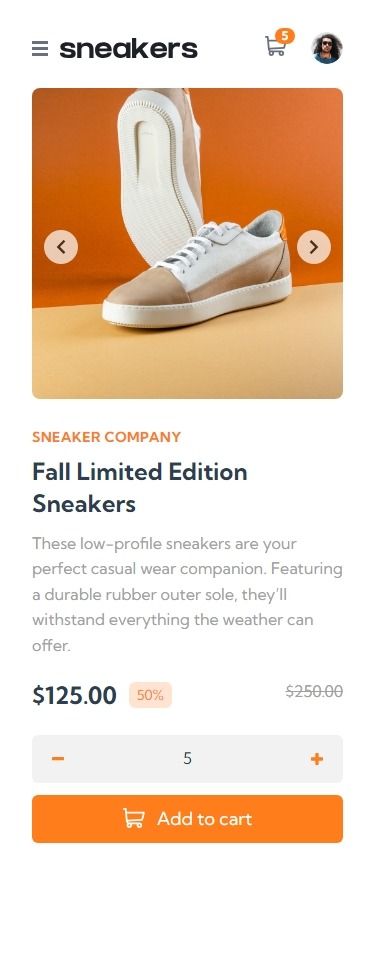 sneakers
5
SNEAKER COMPANY
Fall Limited Edition
Sneakers
These low-profile sneakers are your
perfect casual wear companion. Featuring
a durable rubber outer sole, they’ll
withstand everything the weather can
offer.
$125.00 50% $250.00
5
Add to cart